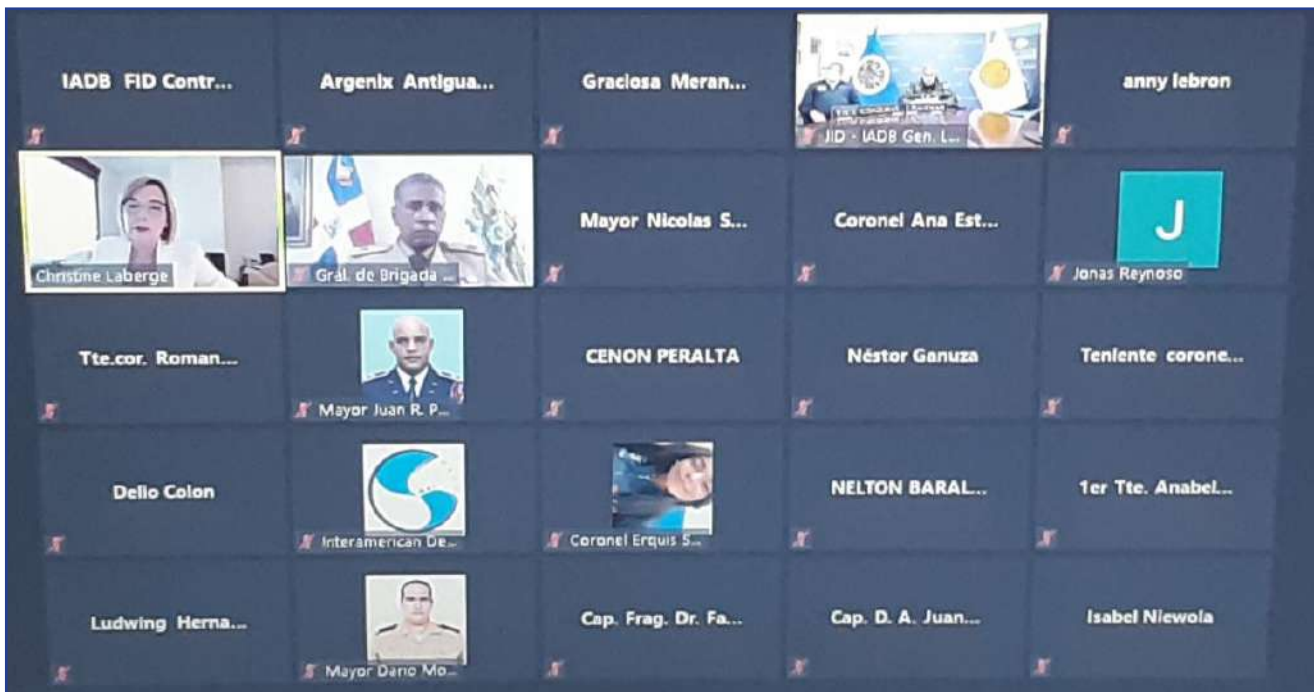 IADB FID Contr...
Argenix Antigua...
Graciosa Meran...
JID - IADB Gen. L...
anny lebron
Christine Laberge
Gral. de Brigada ...
Mayor Nicolas S...
Coronel Ana Est...
J
Jonas Reynoso
Tte.cor. Roman...
Mayor Juan R. P...
CENON PERALTA
Néstor Ganuza
Teniente corone...
Delio Colon
Interamerican De...
Coronel Erquis S...
NELTON BARAL...
1er Tte. Anabel...
Ludwing Herna...
Mayor Dario Mo...
Cap. Frag. Dr. Fa...
Cap. D. A. Juan...
Isabel Niewola